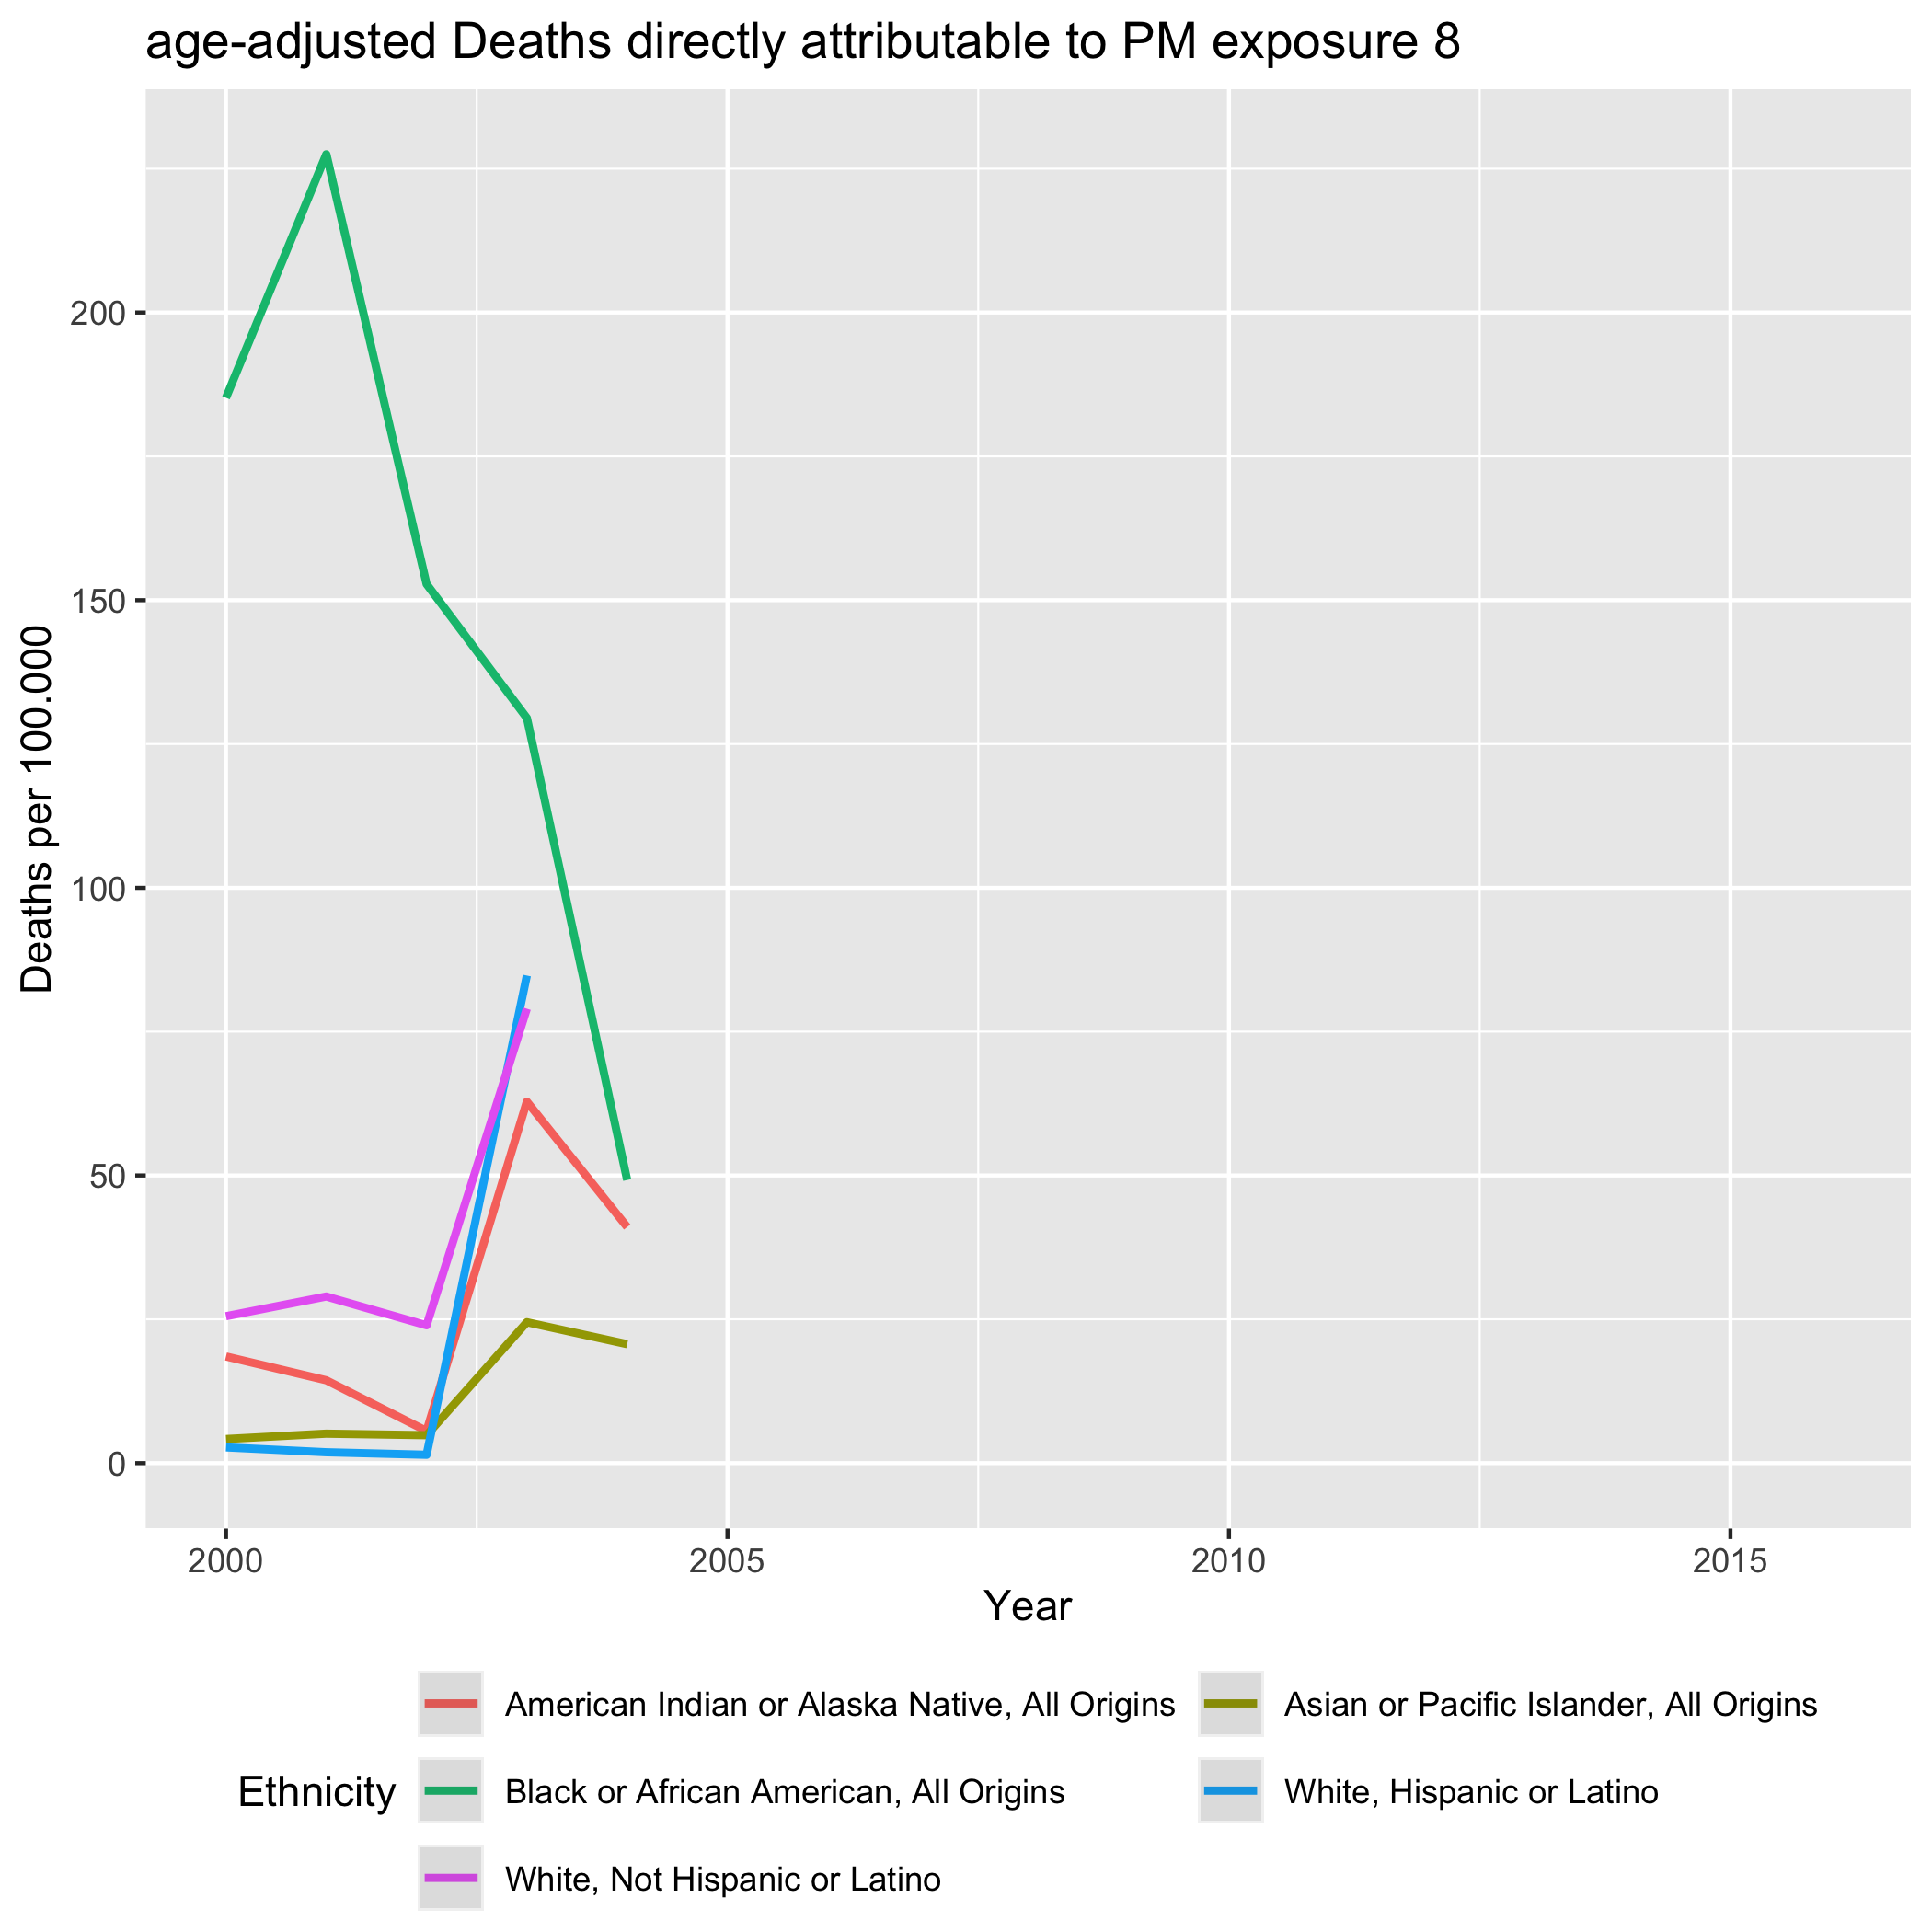 age-adjusted Deaths directly attributable to PM exposure 8
Deaths per 100.000
200
150
100
50
0
2000 2005 2010 2015
Year
Ethnicity
American Indian or Alaska Native, All Origins
Asian or Pacific Islander, All Origins
Black or African American, All Origins
White, Hispanic or Latino
White, Not Hispanic or Latino